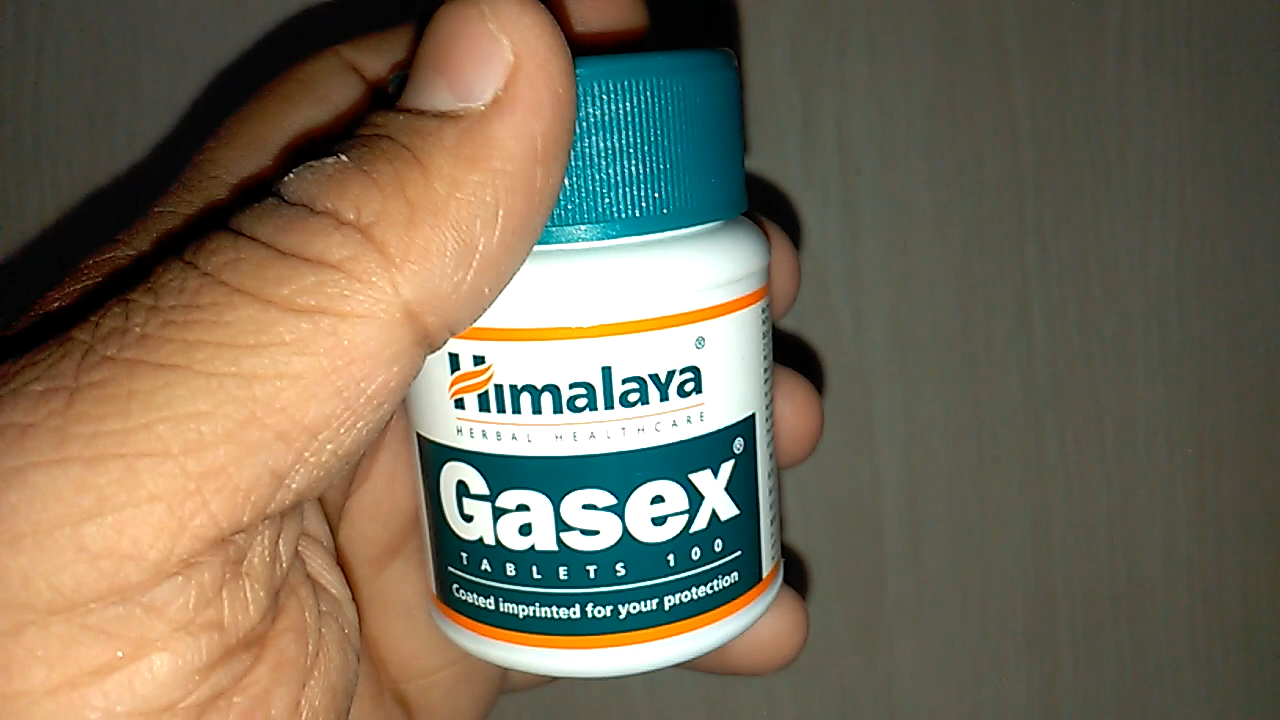 Himalaya®
HERBAL HEALTHCARE
Gasex®
TABLETS 100
Coated imprinted for your protection